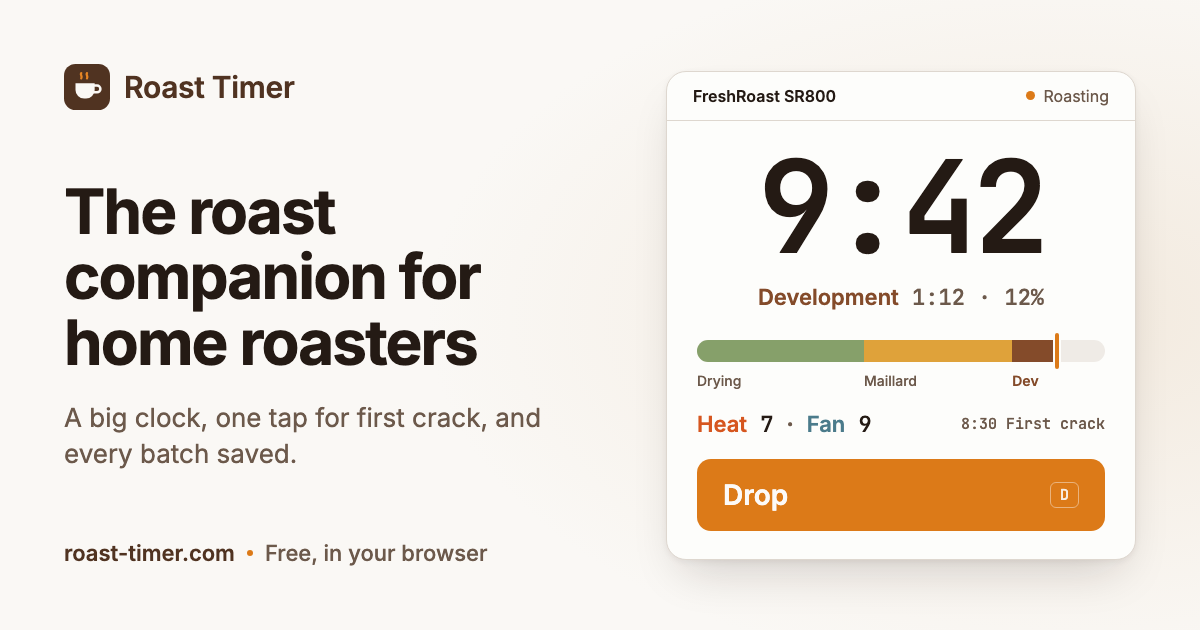 Roast Timer
The roast
companion for
home roasters
A big clock, one tap for first crack, and
every batch saved.
roast-timer.com • Free, in your browser
FreshRoast SR800
Roasting
9:42
Development 1:12 · 12%
Drying Maillard Dev
Heat 7 · Fan 9
8:30 First crack
Drop
D